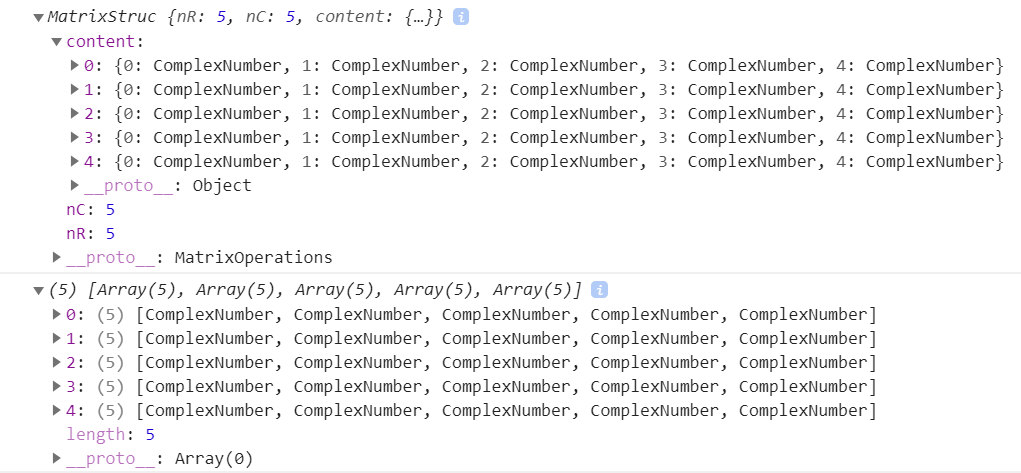 ▼MatrixStruc {nR: 5, nC: 5, content: {…}} i
▼content:
▶0: {0: ComplexNumber, 1: ComplexNumber, 2: ComplexNumber, 3: ComplexNumber, 4: ComplexNumber}
▶1: {0: ComplexNumber, 1: ComplexNumber, 2: ComplexNumber, 3: ComplexNumber, 4: ComplexNumber}
▶2: {0: ComplexNumber, 1: ComplexNumber, 2: ComplexNumber, 3: ComplexNumber, 4: ComplexNumber}
▶3: {0: ComplexNumber, 1: ComplexNumber, 2: ComplexNumber, 3: ComplexNumber, 4: ComplexNumber}
▶4: {0: ComplexNumber, 1: ComplexNumber, 2: ComplexNumber, 3: ComplexNumber, 4: ComplexNumber}
▶__proto__: Object
nC: 5
nR: 5
▶__proto__: MatrixOperations
▼(5) [Array(5), Array(5), Array(5), Array(5), Array(5)] i
▶0: (5) [ComplexNumber, ComplexNumber, ComplexNumber, ComplexNumber, ComplexNumber]
▶1: (5) [ComplexNumber, ComplexNumber, ComplexNumber, ComplexNumber, ComplexNumber]
▶2: (5) [ComplexNumber, ComplexNumber, ComplexNumber, ComplexNumber, ComplexNumber]
▶3: (5) [ComplexNumber, ComplexNumber, ComplexNumber, ComplexNumber, ComplexNumber]
▶4: (5) [ComplexNumber, ComplexNumber, ComplexNumber, ComplexNumber, ComplexNumber]
length: 5
▶__proto__: Array(0)